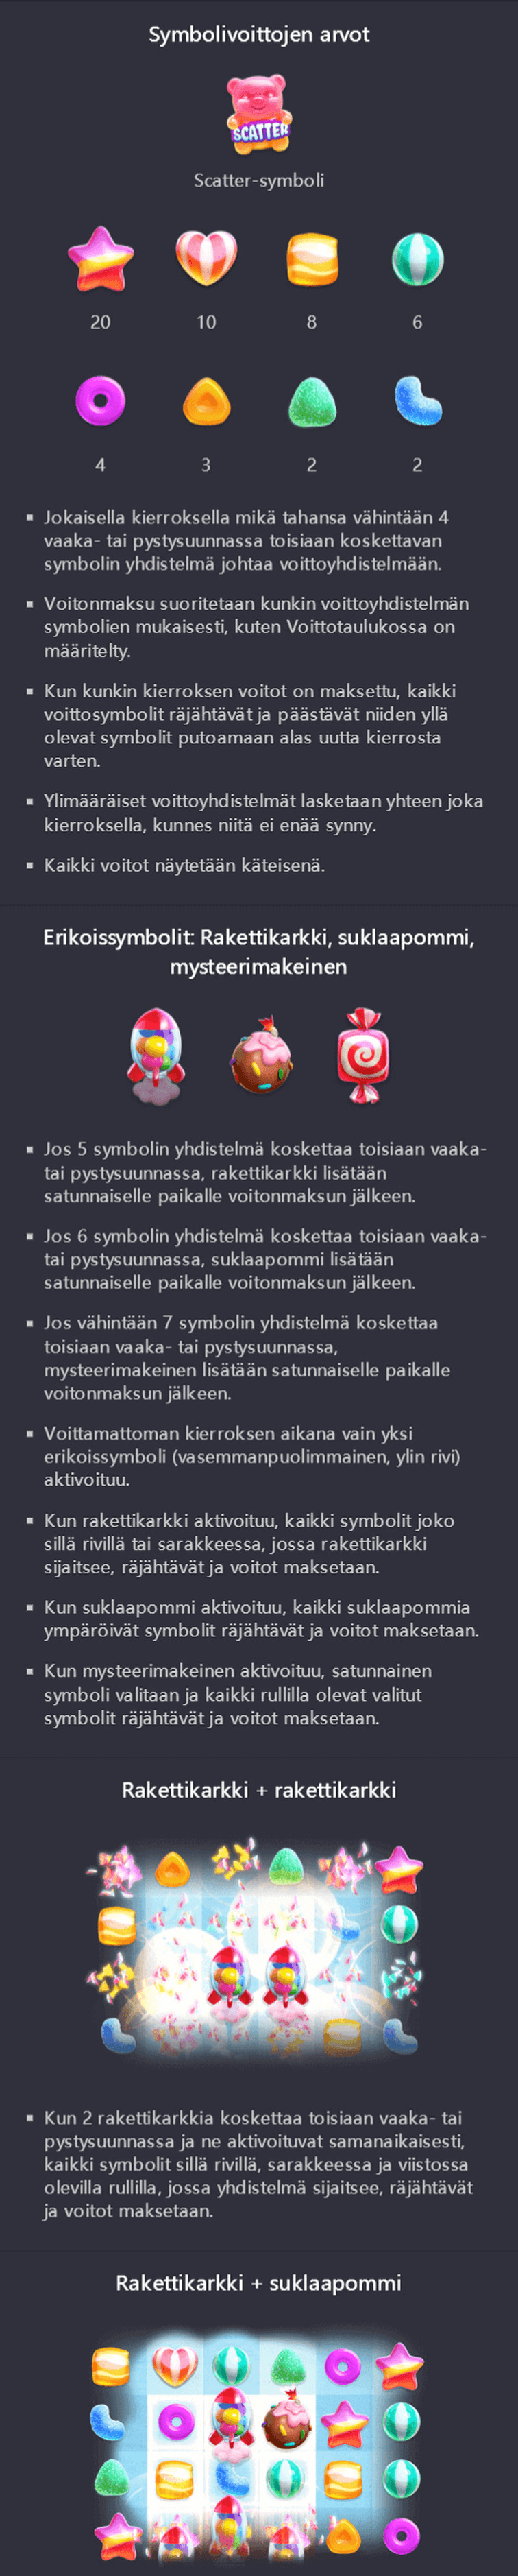 Symbolivoittojen arvot
SCATTER
Scatter-symboli
20 10 8 6
4 3 2 2
▪ Jokaisella kierroksella mikä tahansa vähintään 4
vaaka- tai pystysuunnassa toisiaan koskettavan
symbolin yhdistelmä johtaa voittoyhdistelmään.
▪ Voitonmaksu suoritetaan kunkin voittoyhdistelmän
symbolien mukaisesti, kuten Voittotaulukossa on
määritelty.
▪ Kun kunkin kierroksen voitot on maksettu, kaikki
voittosymbolit räjähtävät ja päästävät niiden yllä
olevat symbolit putoamaan alas uutta kierrosta
varten.
▪ Ylimääräiset voittoyhdistelmät lasketaan yhteen joka
kierroksella, kunnes niitä ei enää synny.
▪ Kaikki voitot näytetään käteisenä.
Erikoissymbolit: Rakettikarkki, suklaapommi,
mysteerimakeinen
▪ Jos 5 symbolin yhdistelmä koskettaa toisiaan vaaka-
tai pystysuunnassa, rakettikarkki lisätään
satunnaiselle paikalle voitonmaksun jälkeen.
▪ Jos 6 symbolin yhdistelmä koskettaa toisiaan vaaka-
tai pystysuunnassa, suklaapommi lisätään
satunnaiselle paikalle voitonmaksun jälkeen.
▪ Jos vähintään 7 symbolin yhdistelmä koskettaa
toisiaan vaaka- tai pystysuunnassa,
mysteerimakeinen lisätään satunnaiselle paikalle
voitonmaksun jälkeen.
▪ Voittamattoman kierroksen aikana vain yksi
erikoissymboli (vasemmanpuolimmainen, ylin rivi)
aktivoituu.
▪ Kun rakettikarkki aktivoituu, kaikki symbolit joko
sillä rivillä tai sarakkeessa, jossa rakettikarkki
sijaitsee, räjähtävät ja voitot maksetaan.
▪ Kun suklaapommi aktivoituu, kaikki suklaapommia
ympäröivät symbolit räjähtävät ja voitot maksetaan.
▪ Kun mysteerimakeinen aktivoituu, satunnainen
symboli valitaan ja kaikki rullilla olevat valitut
symbolit räjähtävät ja voitot maksetaan.
Rakettikarkki + rakettikarkki
▪ Kun 2 rakettikarkkia koskettaa toisiaan vaaka- tai
pystysuunnassa ja ne aktivoituvat samanaikaisesti,
kaikki symbolit sillä rivillä, sarakkeessa ja viistossa
olevilla rullilla, jossa yhdistelmä sijaitsee, räjähtävät
ja voitot maksetaan.
Rakettikarkki + suklaapommi